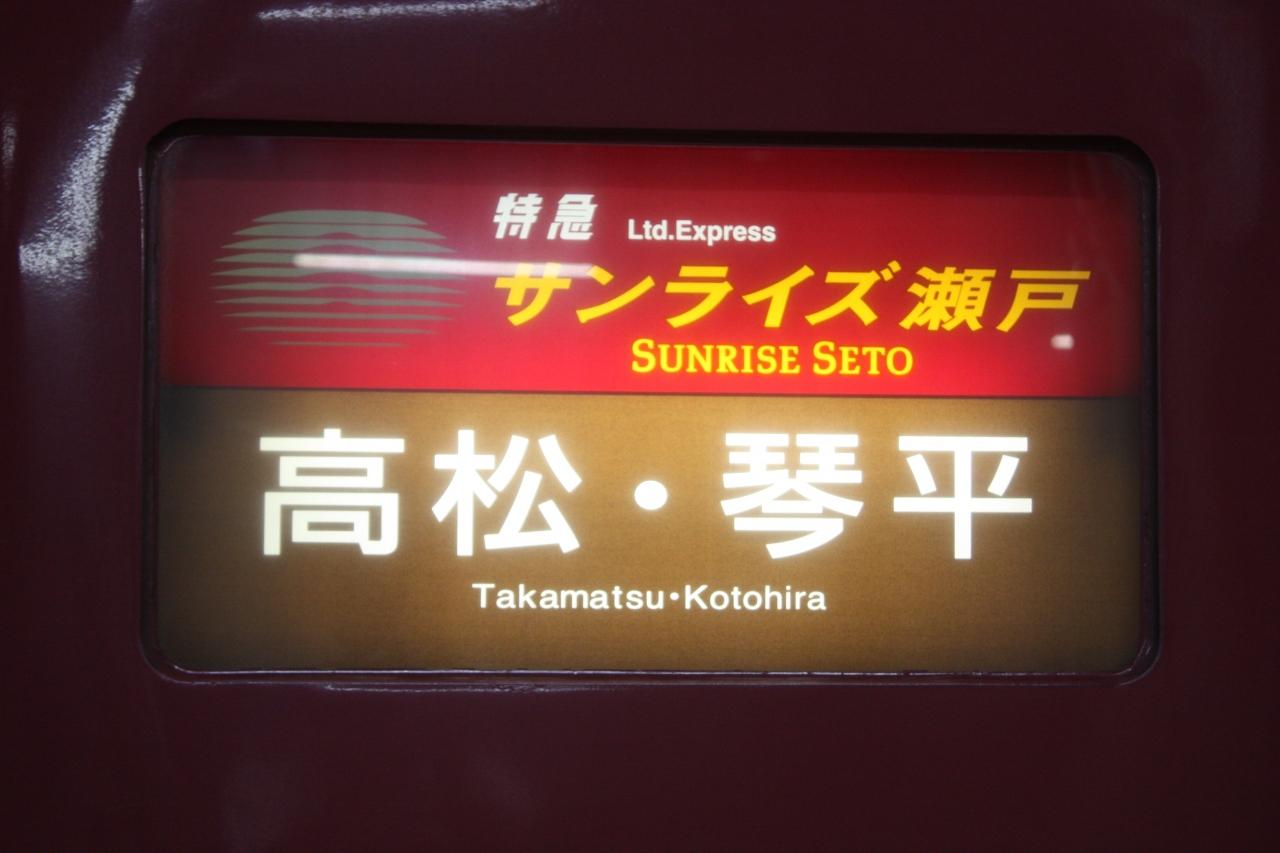 特急 Ltd.Express
サンライズ瀬戸
SUNRISE SETO
高松・琴平
Takamatsu・Kotohira